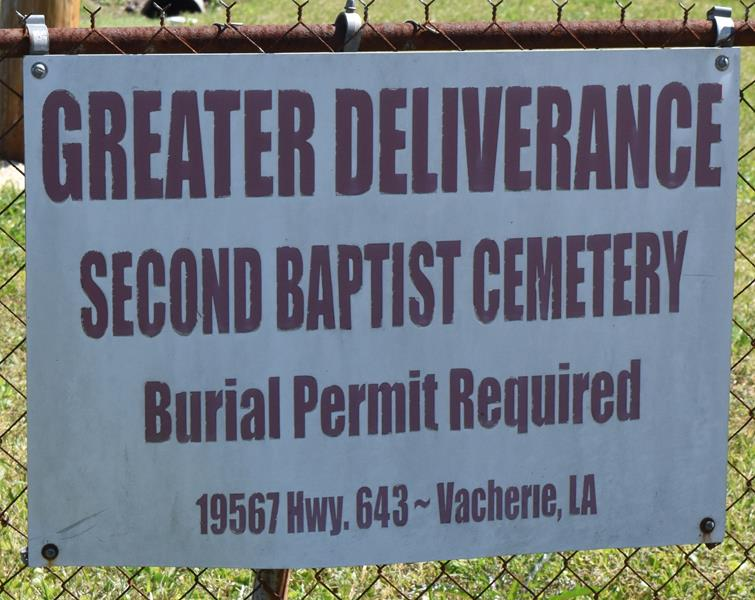 GREATER DELIVERANCE
SECOND BAPTIST CEMETERY
Burial Permit Required
19567 Hwy. 643 ~ Vacherie, LA